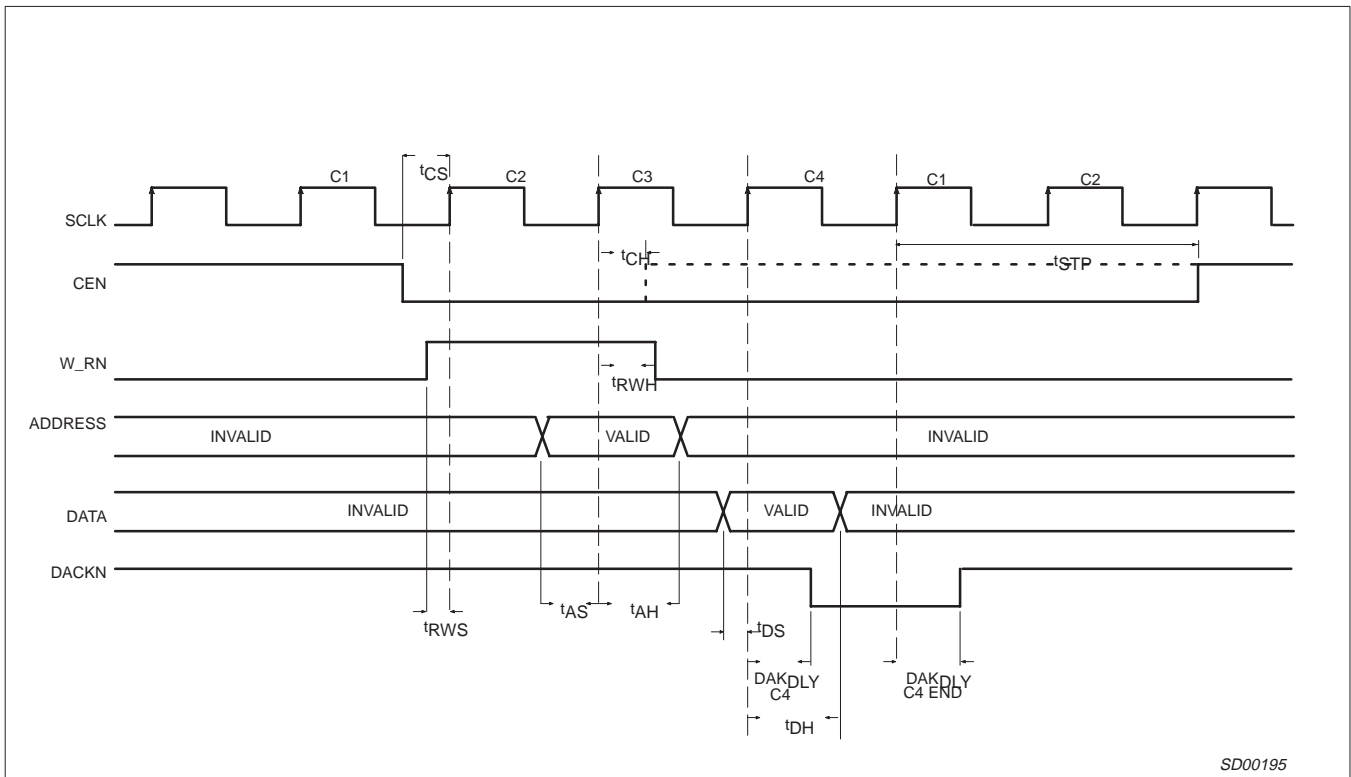 tCS
C1
C2
C3
C4
C1
C2
SCLK
tCH
tSTP
CEN
W_RN
tRWH
ADDRESS
INVALID
VALID
INVALID
DATA
INVALID
VALID
INVALID
DACKN
tRWS
tAS
tAH
tDS
DAKDLY
C4
DAKDLY
C4 END
tDH
SD00195